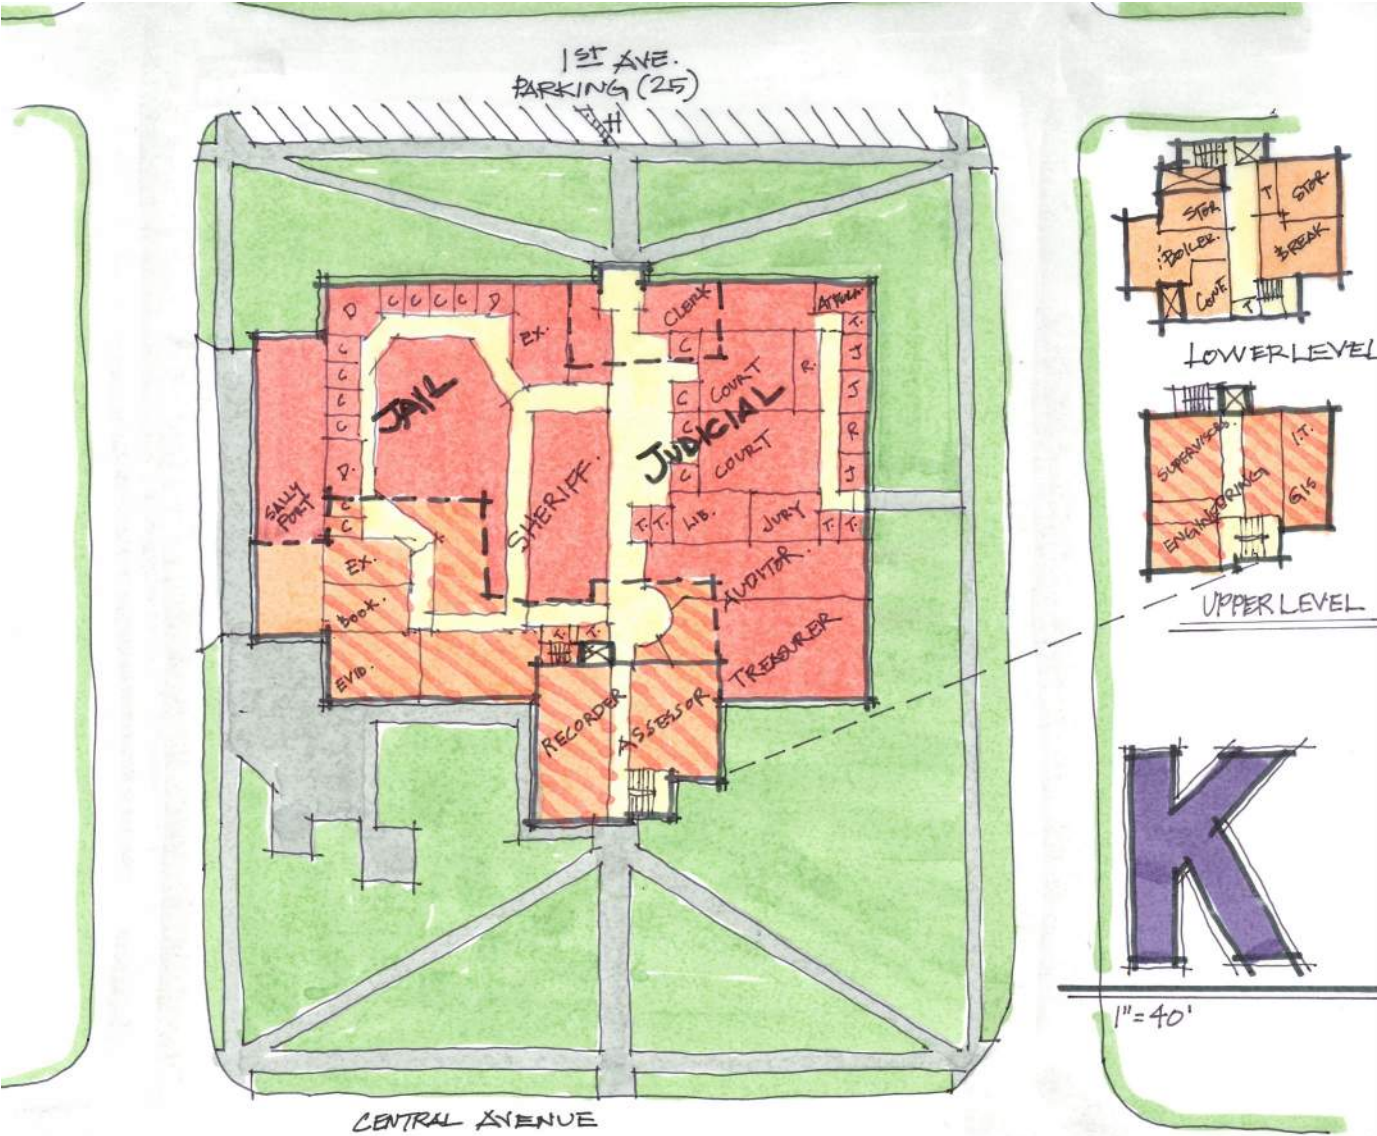 1ST AVE.
PARKING (25)
H
D C C C C D
EX.
CLERK
T.
C
C
C
C
D.
C
C
JAIL
SALLY
PORT
SHERIFF.
JUDICIAL
C
C
C
C
COURT
COURT
R.
J
J
R
J
T. T.
LIB.
JURY
T. T.
EX.
BOOK.
EVID.
T. T.
AUDITOR.
TREASURER
RECORDER
ASSESSOR
CENTRAL AVENUE
STOR
BOILER.
CONF.
T
STOR
BREAK
T
LOWER LEVEL
ENGINEERING
I.T.
GIS
UPPER LEVEL
K
1"=40'